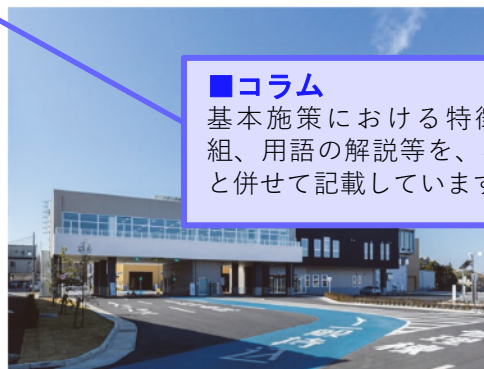 ■コラム
基本施策における特徴
組、用語の解説等を、
と併せて記載しています